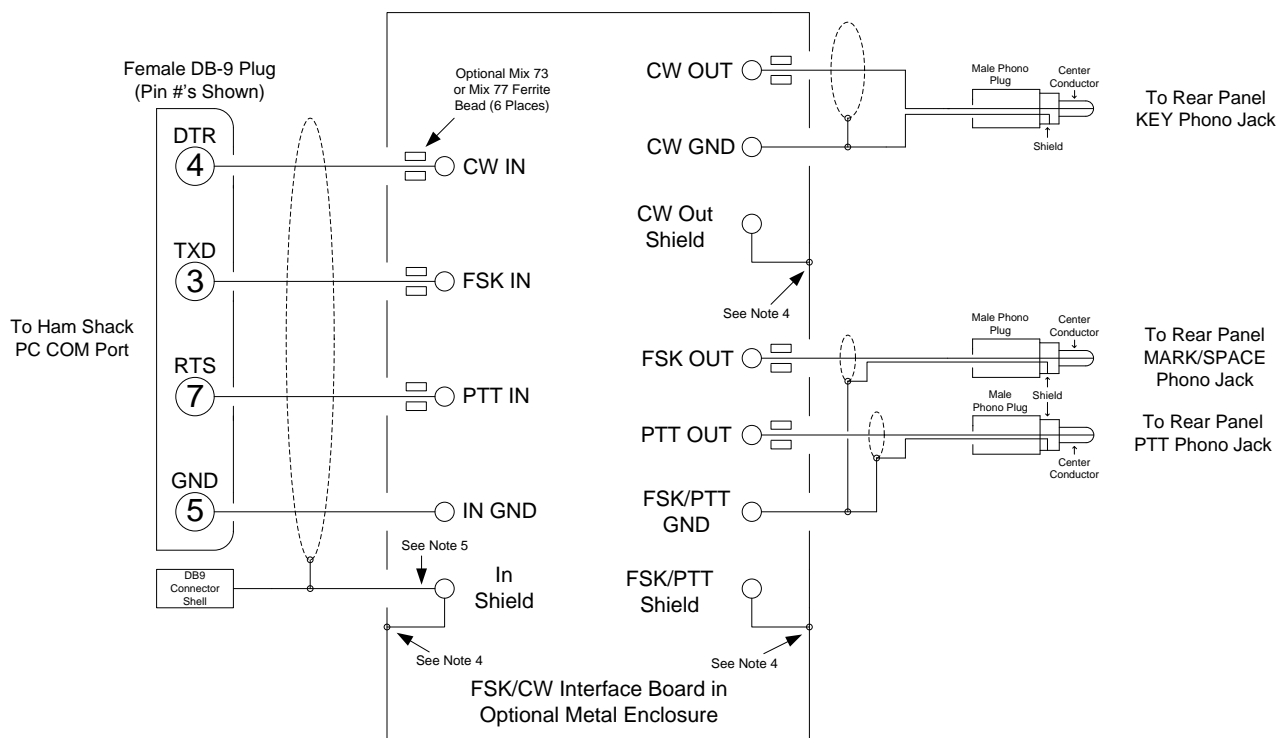 Female DB-9 Plug
(Pin #'s Shown)
DTR
4
TXD
3
RTS
7
GND
5
DB9
Connector
Shell
To Ham Shack
PC COM Port
Optional Mix 73
or Mix 77 Ferrite
Bead (6 Places)
CW IN
FSK IN
PTT IN
IN GND
See Note 5
In
Shield
See Note 4
CW OUT
CW GND
CW Out
Shield
See Note 4
FSK OUT
PTT OUT
FSK/PTT
GND
FSK/PTT
Shield
See Note 4
FSK/CW Interface Board in
Optional Metal Enclosure
Male Phono
Plug
Center
Conductor
Shield
To Rear Panel
KEY Phono Jack
Male Phono
Plug
Center
Conductor
To Rear Panel
MARK/SPACE
Phono Jack
Male
Phono Plug
Shield
Center
Conductor
To Rear Panel
PTT Phono Jack